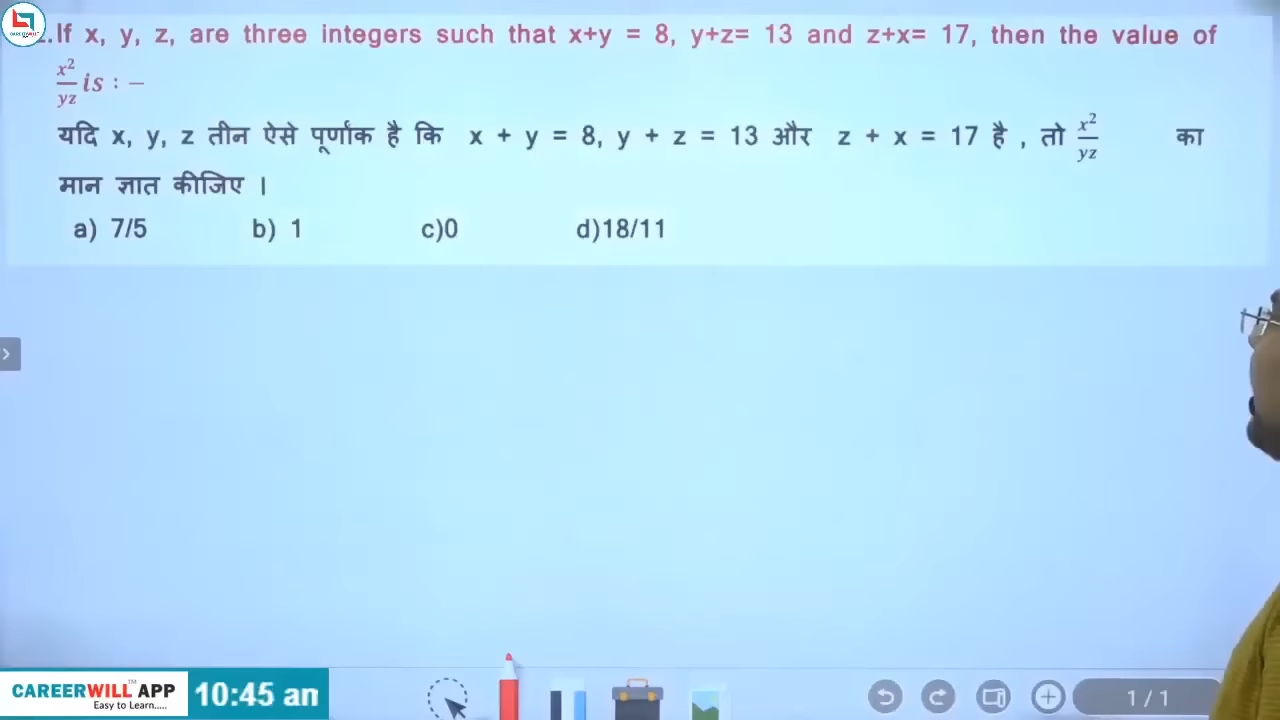 .If x, y, z, are three integers such that x+y = 8, y+z= 13 and z+x= 17, then the value of
x²/yz is : –
यदि x, y, z तीन ऐसे पूर्णांक है कि x + y = 8, y + z = 13 और z + x = 17 है , तो x²/yz का
मान ज्ञात कीजिए ।
a) 7/5 b) 1 c)0 d)18/11
CAREERWILL™ APP
Easy to Learn.....
10:45 an
1 / 1